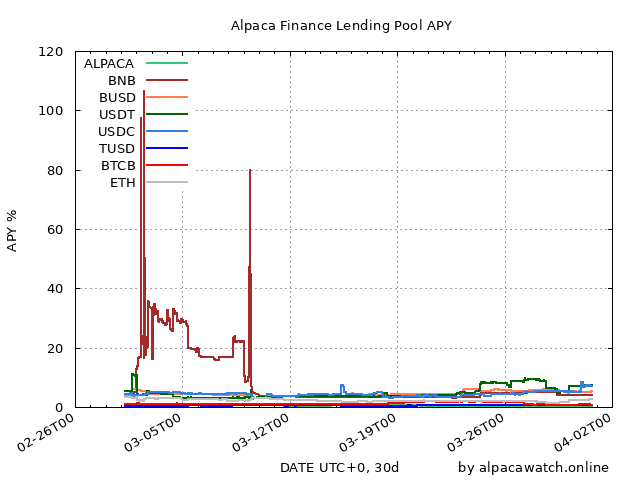 Alpaca Finance Lending Pool APY
120
100
80
60
40
20
0
APY %
ALPACA
BNB
BUSD
USDT
USDC
TUSD
BTCB
ETH
02-26T00
03-05T00
03-12T00
03-19T00
03-26T00
04-02T00
DATE UTC+0, 30d
by alpacawatch.online